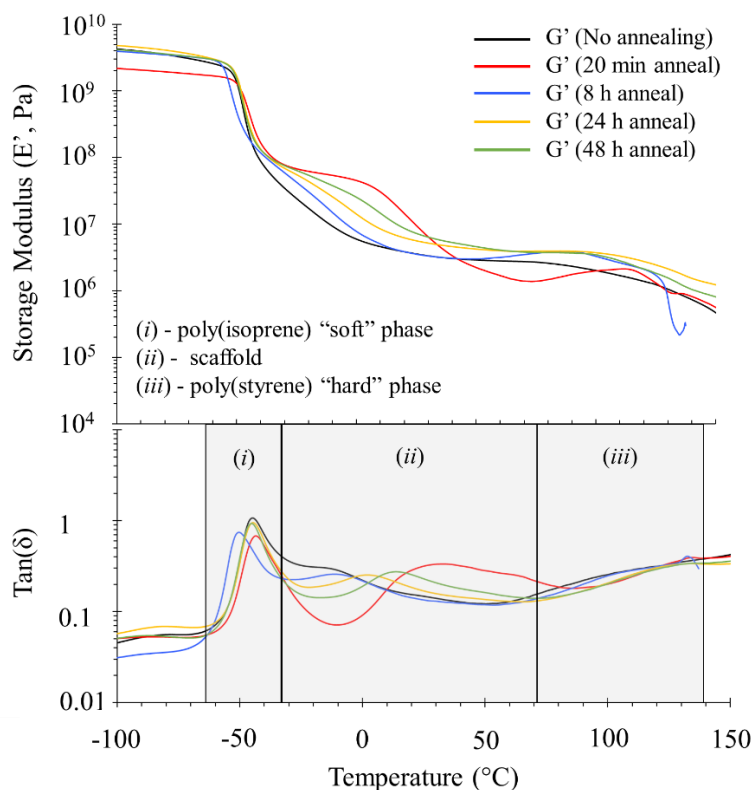 10¹⁰
10⁹
10⁸
10⁷
10⁶
10⁵
10⁴
Storage Modulus (E', Pa)
G’ (No annealing)
G’ (20 min anneal)
G’ (8 h anneal)
G’ (24 h anneal)
G’ (48 h anneal)
(i) - poly(isoprene) “soft” phase
(ii) - scaffold
(iii) - poly(styrene) “hard” phase
(i)
(ii)
(iii)
1
0.1
0.01
Tan(δ)
-100
-50
0
50
100
150
Temperature (°C)